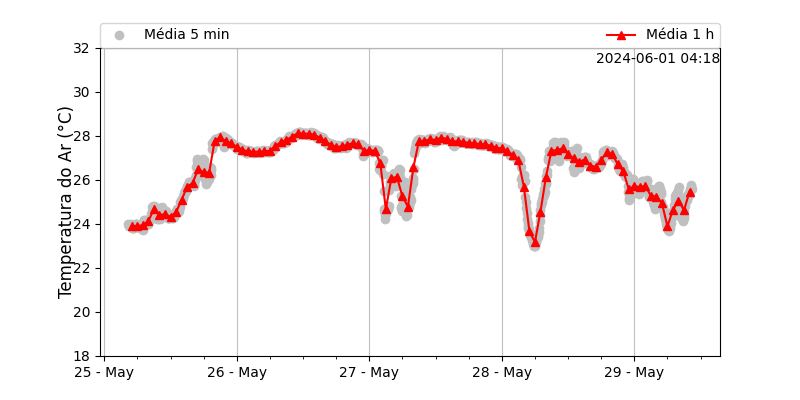 Média 5 min
Média 1 h
2024-06-01 04:18
Temperatura do Ar (°C)
32
30
28
26
24
22
20
18
25 - May
26 - May
27 - May
28 - May
29 - May